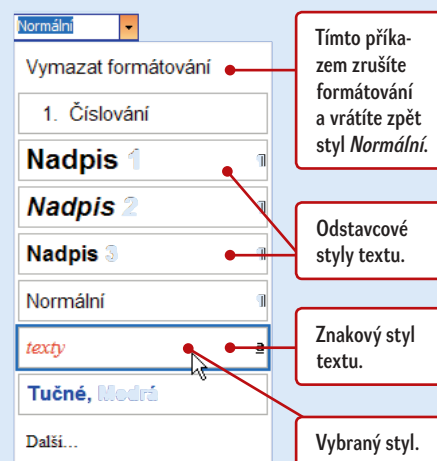 Normální
Vymazat formátování
1. Číslování
Nadpis 1 ¶
Nadpis 2 ¶
Nadpis 3 ¶
Normální ¶
texty a
Tučné, Modrá
Další...
Tímto příka-
zem zrušíte
formátování
a vrátíte zpět
styl Normální.
Odstavcové
styly textu.
Znakový styl
textu.
Vybraný styl.